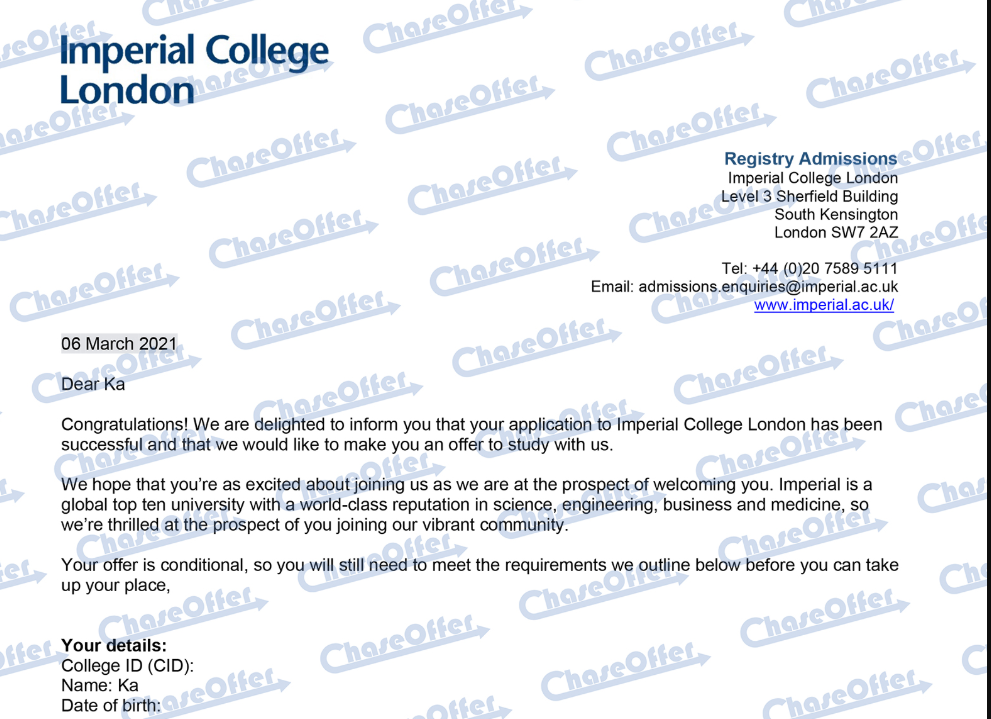 Imperial College
London
Registry Admissions
Imperial College London
Level 3 Sherfield Building
South Kensington
London SW7 2AZ
Tel: +44 (0)20 7589 5111
Email: admissions.enquiries@imperial.ac.uk
www.imperial.ac.uk/
06 March 2021
Dear Ka
Congratulations! We are delighted to inform you that your application to Imperial College London has been
successful and that we would like to make you an offer to study with us.
We hope that you're as excited about joining us as we are at the prospect of welcoming you. Imperial is a
global top ten university with a world-class reputation in science, engineering, business and medicine, so
we're thrilled at the prospect of you joining our vibrant community.
Your offer is conditional, so you will still need to meet the requirements we outline below before you can take
up your place,
Your details:
College ID (CID):
Name: Ka
Date of birth:
ChaseOffer